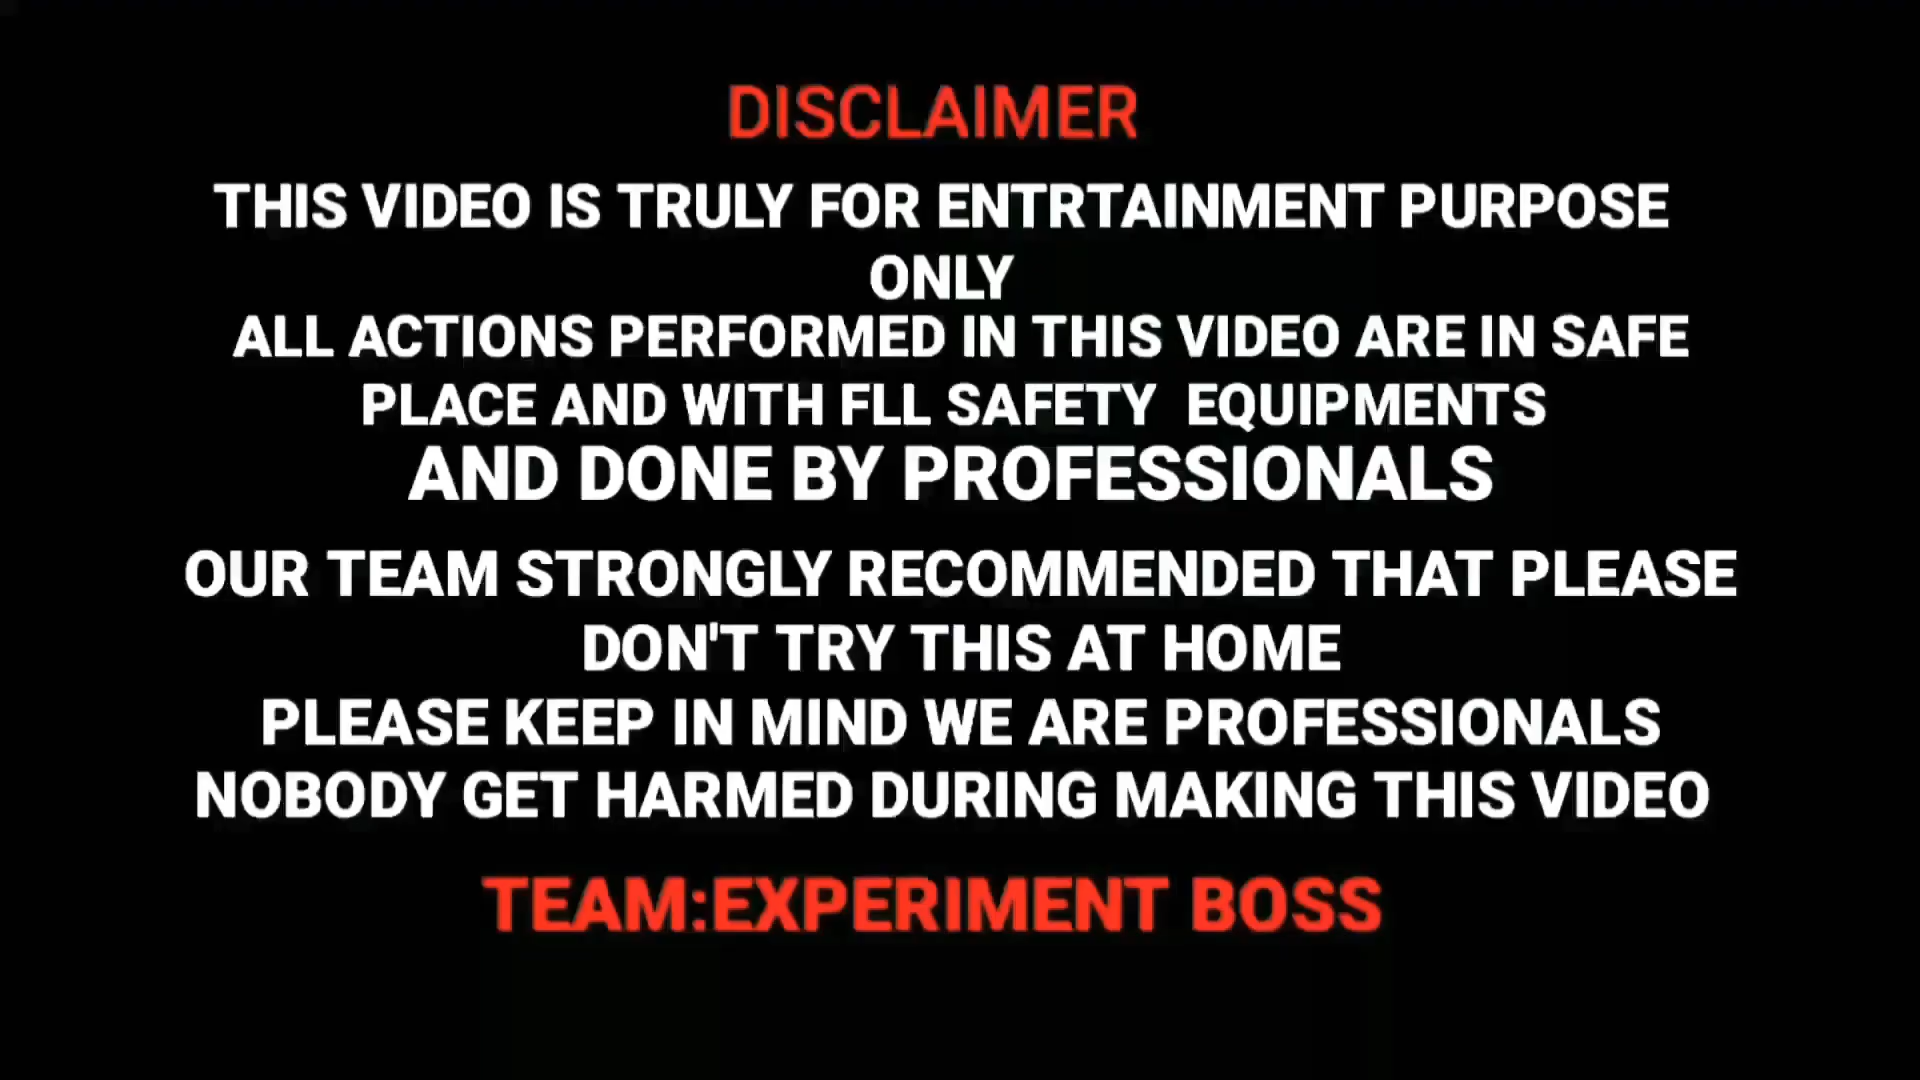 DISCLAIMER
THIS VIDEO IS TRULY FOR ENTRTAINMENT PURPOSE
ONLY
ALL ACTIONS PERFORMED IN THIS VIDEO ARE IN SAFE
PLACE AND WITH FLL SAFETY EQUIPMENTS
AND DONE BY PROFESSIONALS
OUR TEAM STRONGLY RECOMMENDED THAT PLEASE
DON'T TRY THIS AT HOME
PLEASE KEEP IN MIND WE ARE PROFESSIONALS
NOBODY GET HARMED DURING MAKING THIS VIDEO
TEAM:EXPERIMENT BOSS